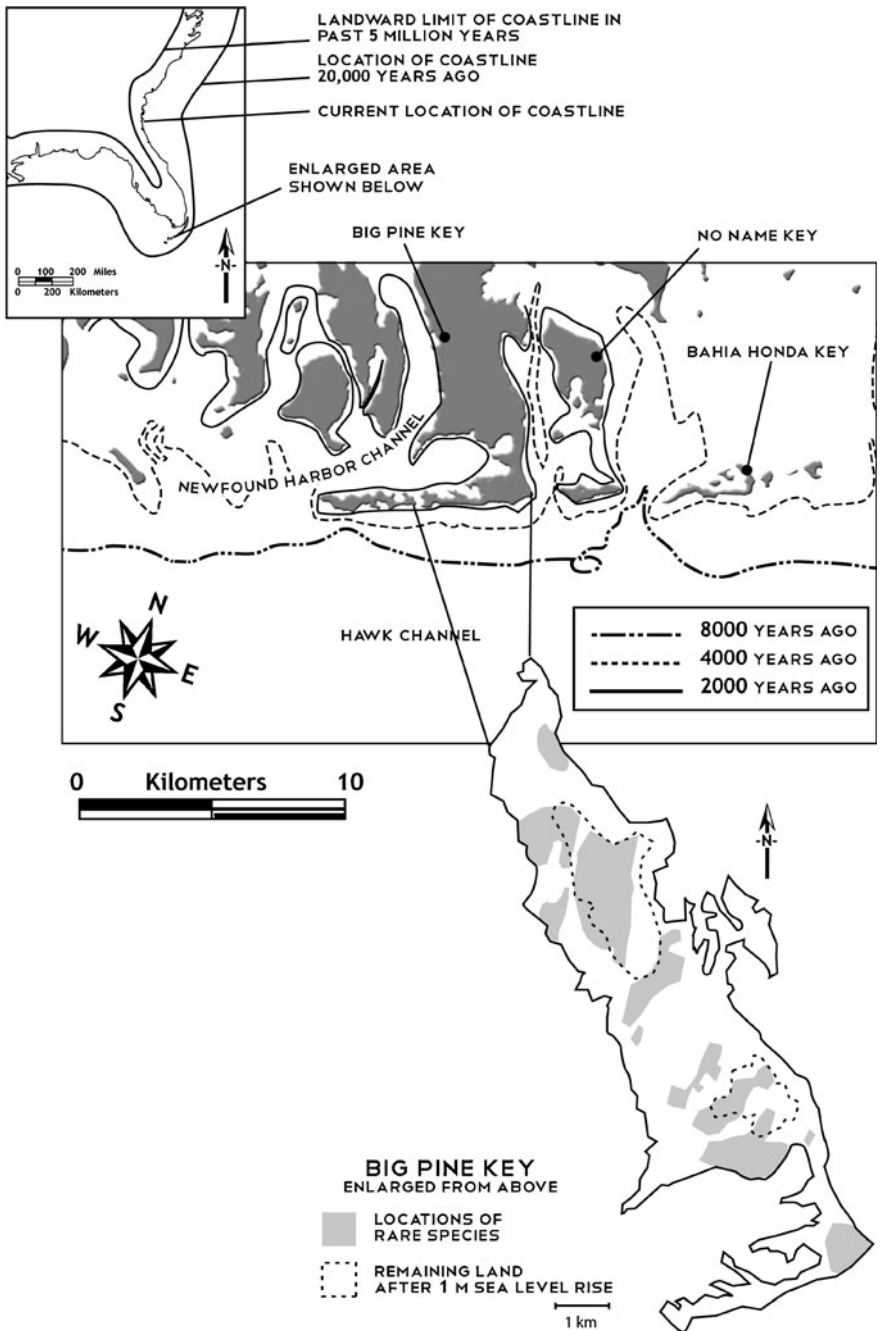 LANDWARD LIMIT OF COASTLINE IN
PAST 5 MILLION YEARS
LOCATION OF COASTLINE
20,000 YEARS AGO
CURRENT LOCATION OF COASTLINE
ENLARGED AREA
SHOWN BELOW
-N-
0 100 200 Miles
0 200 Kilometers
BIG PINE KEY
NO NAME KEY
BAHIA HONDA KEY
NEWFOUND HARBOR CHANNEL
HAWK CHANNEL
N
W
E
S
8000 YEARS AGO
4000 YEARS AGO
2000 YEARS AGO
0 Kilometers 10
-N-
BIG PINE KEY
ENLARGED FROM ABOVE
LOCATIONS OF
RARE SPECIES
REMAINING LAND
AFTER 1 M SEA LEVEL RISE
1 km